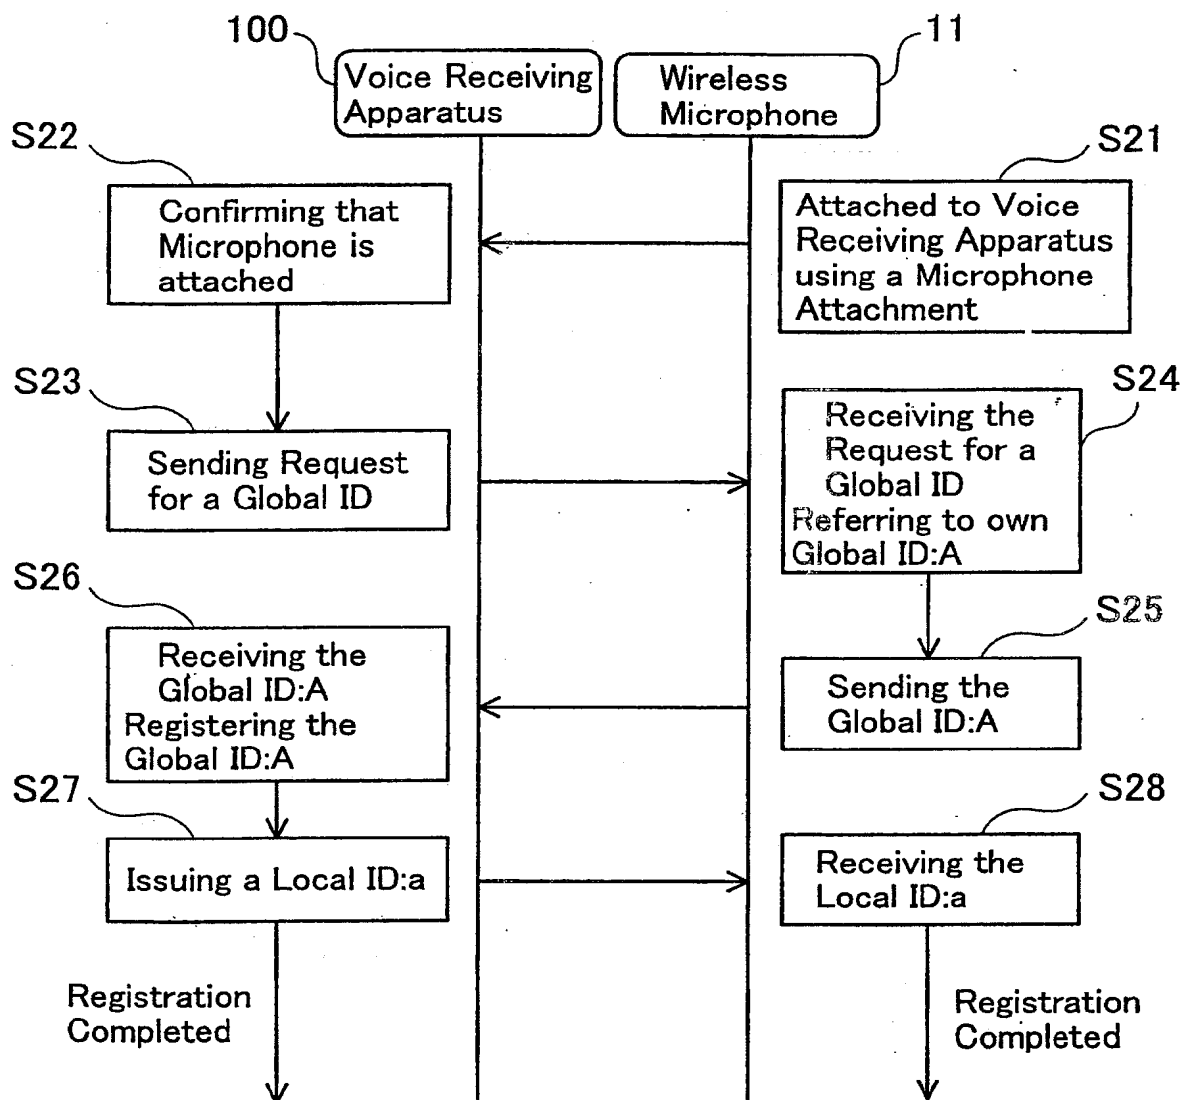 100
11
Voice Receiving
Apparatus
Wireless
Microphone
S22
S21
Confirming that
Microphone is
attached
Attached to Voice
Receiving Apparatus
using a Microphone
Attachment
S23
S24
Sending Request
for a Global ID
Receiving the
Request for a
Global ID
Referring to own
Global ID:A
S26
S25
Receiving the
Global ID:A
Registering the
Global ID:A
Sending the
Global ID:A
S27
S28
Issuing a Local ID:a
Receiving the
Local ID:a
Registration
Completed
Registration
Completed